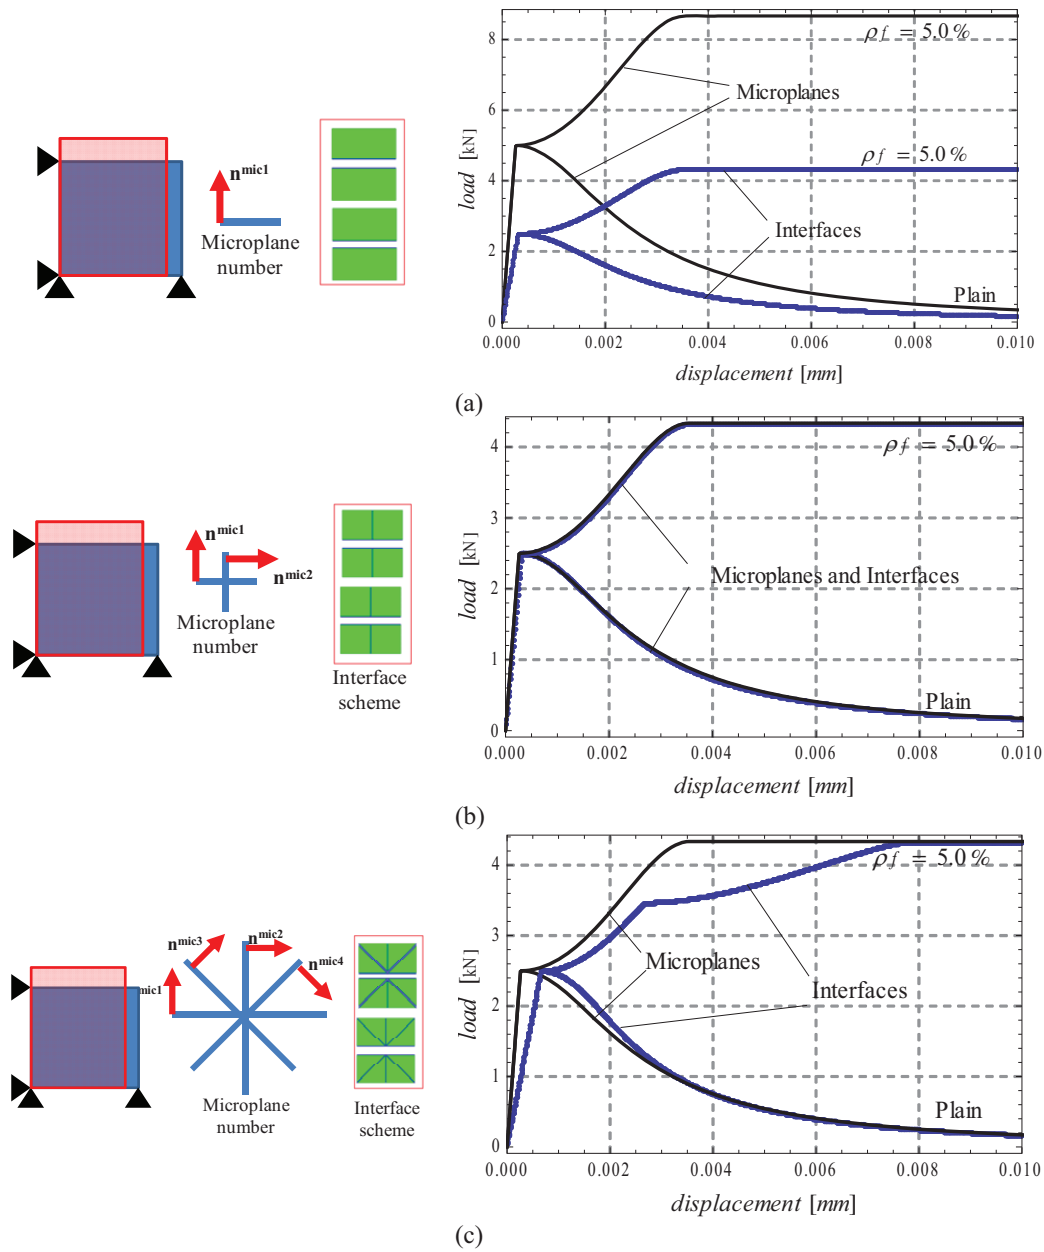 n^mic1
Microplane
number
load [kN]
8
6
4
2
0
ρf = 5.0%
Microplanes
ρf = 5.0%
Interfaces
Plain
0.000 0.002 0.004 0.006 0.008 0.010
displacement [mm]
(a)
n^mic1
n^mic2
Microplane
number
Interface
scheme
load [kN]
4
3
2
1
0
ρf = 5.0%
Microplanes and Interfaces
Plain
0.000 0.002 0.004 0.006 0.008 0.010
displacement [mm]
(b)
n^mic3
n^mic2
n^mic4
mic1
Microplane
number
Interface
scheme
load [kN]
4
3
2
1
0
ρf = 5.0%
Microplanes
Interfaces
Plain
0.000 0.002 0.004 0.006 0.008 0.010
displacement [mm]
(c)